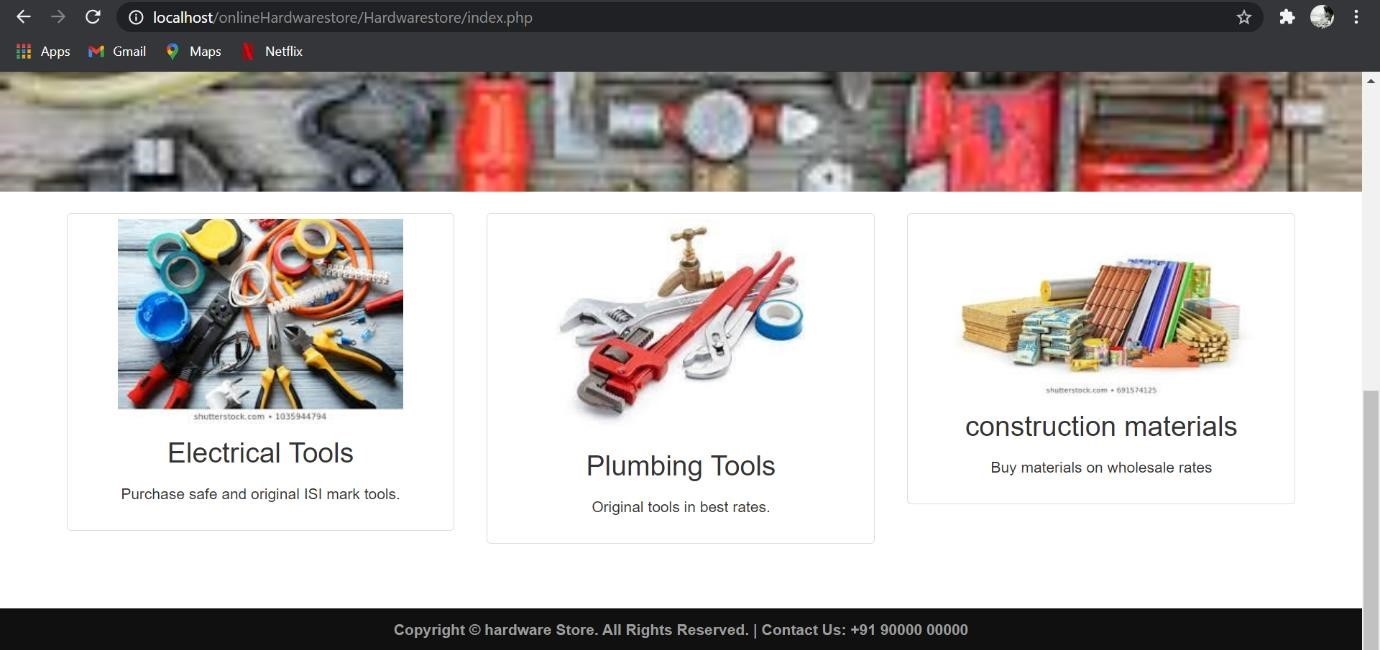 localhost/onlineHardwarestore/Hardwarestore/index.php
Apps Gmail Maps Netflix
shutterstock.com • 1035944794
Electrical Tools
Purchase safe and original ISI mark tools.
Plumbing Tools
Original tools in best rates.
shutterstock.com • 691574125
construction materials
Buy materials on wholesale rates
Copyright © hardware Store. All Rights Reserved. | Contact Us: +91 90000 00000